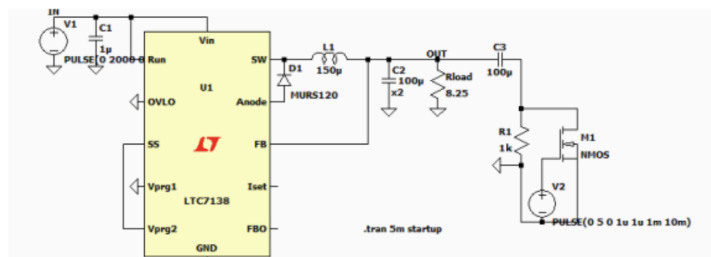 IN
V1
C1
1µ
PULSE(0 2000 0
Vin
Run
SW
U1
OVLO
Anode
SS
FB
Vprg1
Iset
LTC7138
Vprg2
FBO
GND
D1
MURS120
L1
150µ
C2
100µ
x2
OUT
Rload
8.25
C3
100µ
R1
1k
M1
NMOS
V2
PULSE(0 5 0 1u 1u 1m 10m)
.tran 5m startup